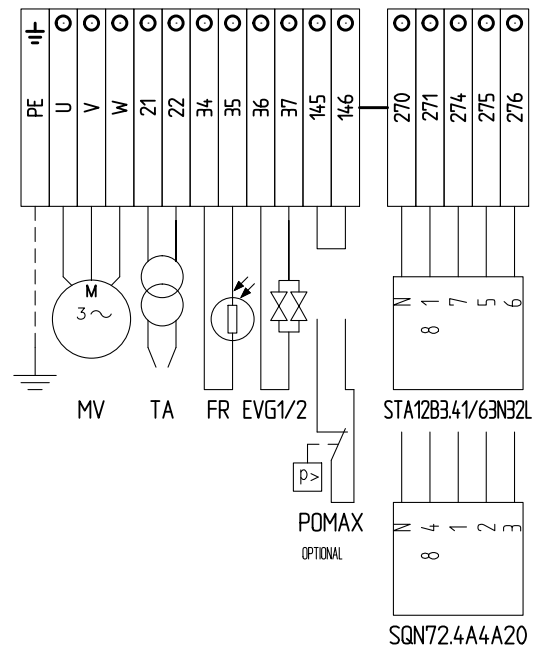 PE U V W 21 22 34 35 36 37 145 146 270 271 274 275 276
M
3~
N 1 7 5 6
8
MV TA FR EVG1/2 STA12B3.41/63N32L
p>
POMAX
OPTIONAL
N 4 1 2 3
8
SQN72.4A4A20